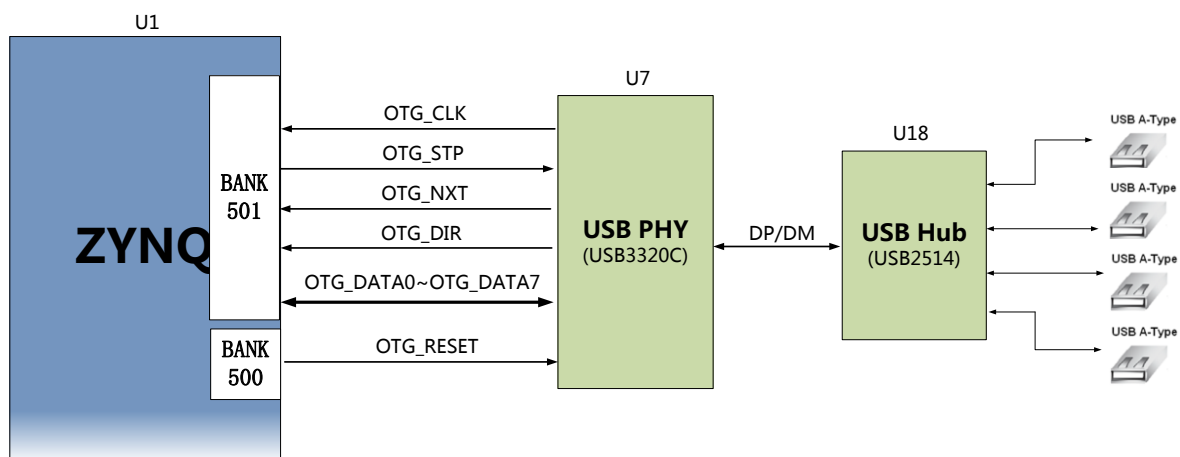 U1
ZYNQ
BANK
501
BANK
500
OTG_CLK
OTG_STP
OTG_NXT
OTG_DIR
OTG_DATA0~OTG_DATA7
OTG_RESET
U7
USB PHY
(USB3320C)
DP/DM
U18
USB Hub
(USB2514)
USB A-Type
USB A-Type
USB A-Type
USB A-Type